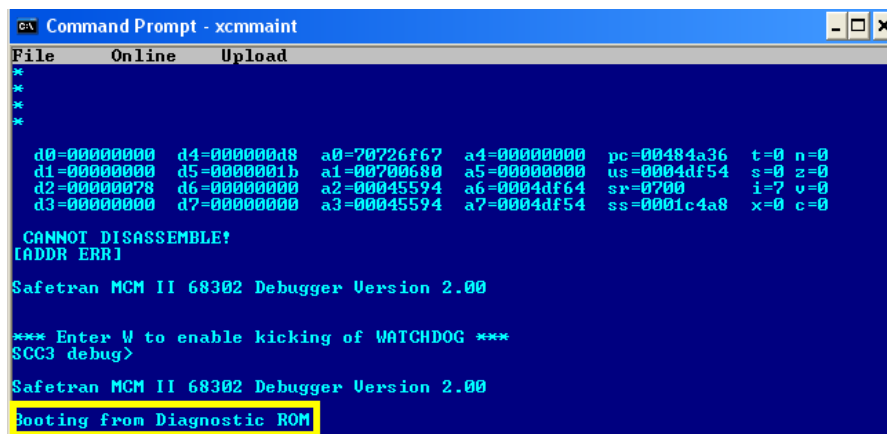 Command Prompt - xcmmaint
File Online Upload
*
*
*
*
d0=00000000 d4=000000d8 a0=70726f67 a4=00000000 pc=00484a36 t=0 n=0
d1=00000000 d5=0000001b a1=00700680 a5=00000000 us=0004df54 s=0 z=0
d2=00000078 d6=00000000 a2=00045594 a6=0004df64 sr=0700 i=7 v=0
d3=00000000 d7=00000000 a3=00045594 a7=0004df54 ss=0001c4a8 x=0 c=0
CANNOT DISASSEMBLE!
[ADDR ERR]
Safetran MCM II 68302 Debugger Version 2.00
*** Enter W to enable kicking of WATCHDOG ***
SCC3 debug>
Safetran MCM II 68302 Debugger Version 2.00
Booting from Diagnostic ROM